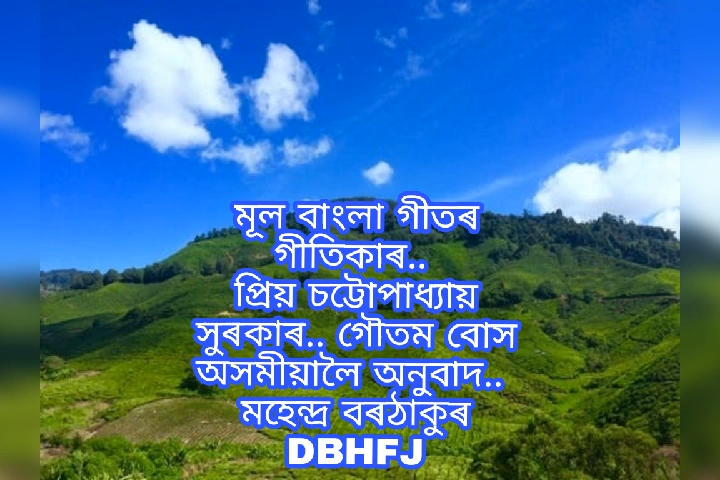 মূল বাংলা গীতৰ
গীতিকাৰ..
প্ৰিয় চট্টোপাধ্যায়
সুৰকাৰ.. গৌতম বোস
অসমীয়ালৈ অনুবাদ..
মহেন্দ্ৰ বৰঠাকুৰ
DBHFJ